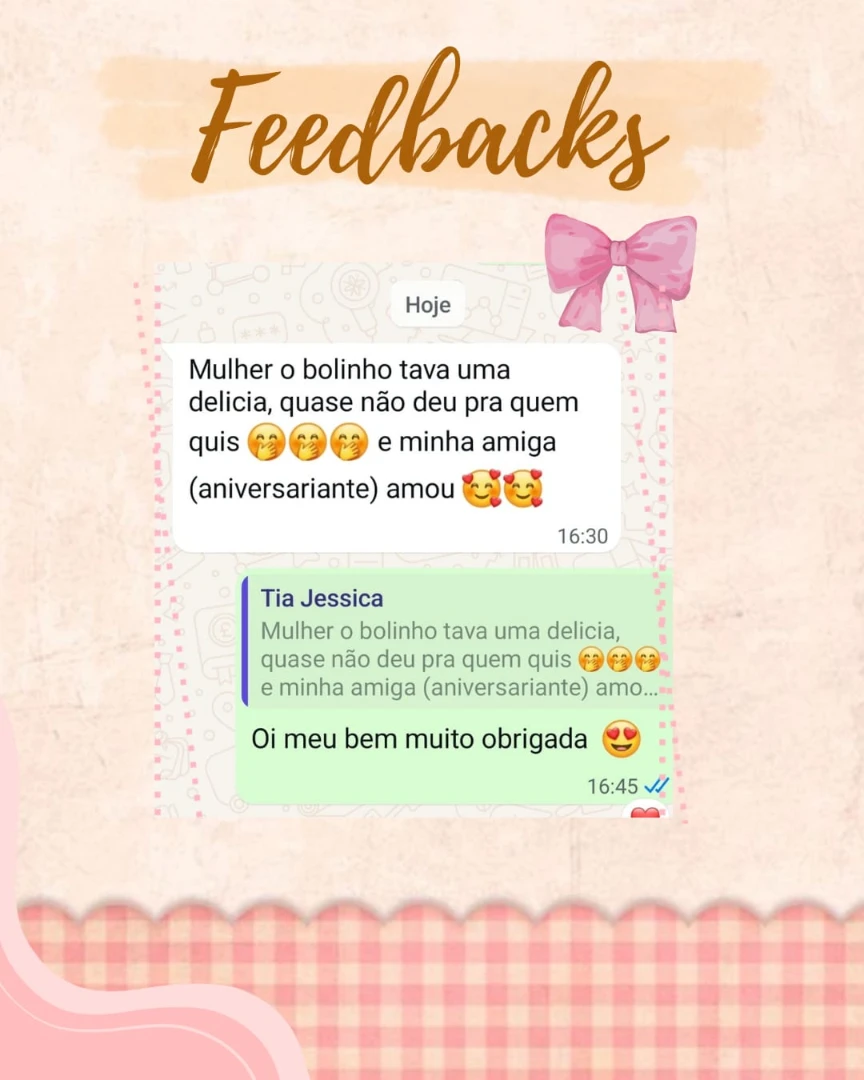 Feedbacks
Hoje
Mulher o bolinho tava uma
delicia, quase não deu pra quem
quis 🤭🤭🤭 e minha amiga
(aniversariante) amou 🥰🥰
16:30
Tia Jessica
Mulher o bolinho tava uma delicia,
quase não deu pra quem quis 🤭🤭🤭
e minha amiga (aniversariante) amo...
Oi meu bem muito obrigada 😍
16:45